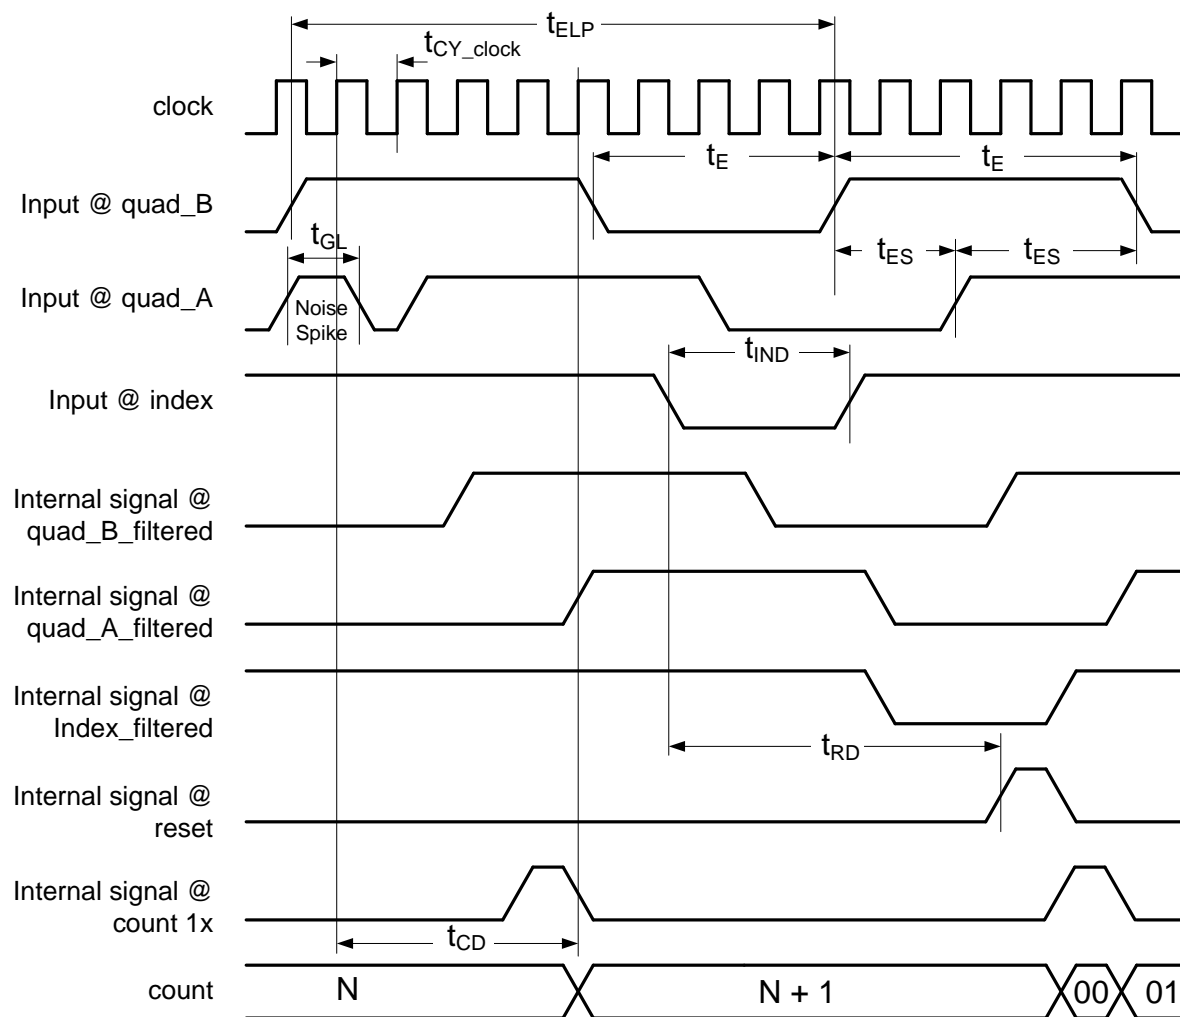 tELP
tCY_clock
clock
tE
tE
Input @ quad_B
tGL
tES
tES
Input @ quad_A
Noise
Spike
tIND
Input @ index
Internal signal @
quad_B_filtered
Internal signal @
quad_A_filtered
Internal signal @
Index_filtered
tRD
Internal signal @
reset
Internal signal @
count 1x
tCD
count
N
N + 1
00
01